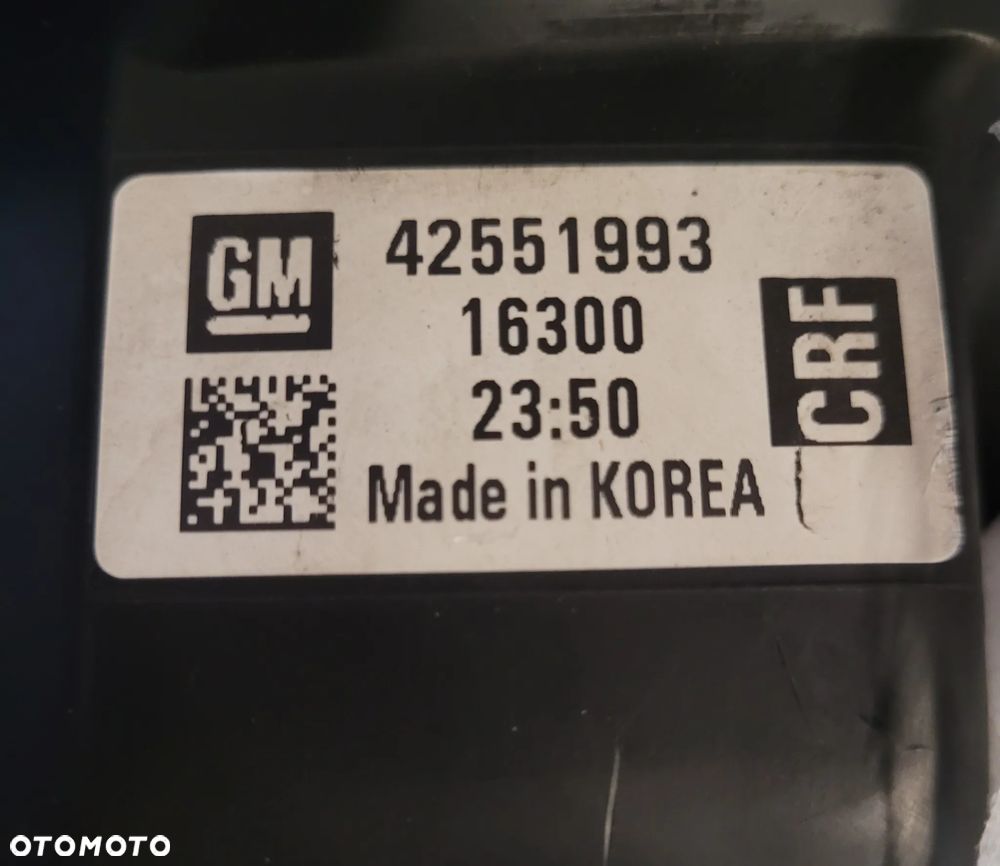 GM
42551993
16300
23:50
Made in KOREA
CRF
OTOMOTO